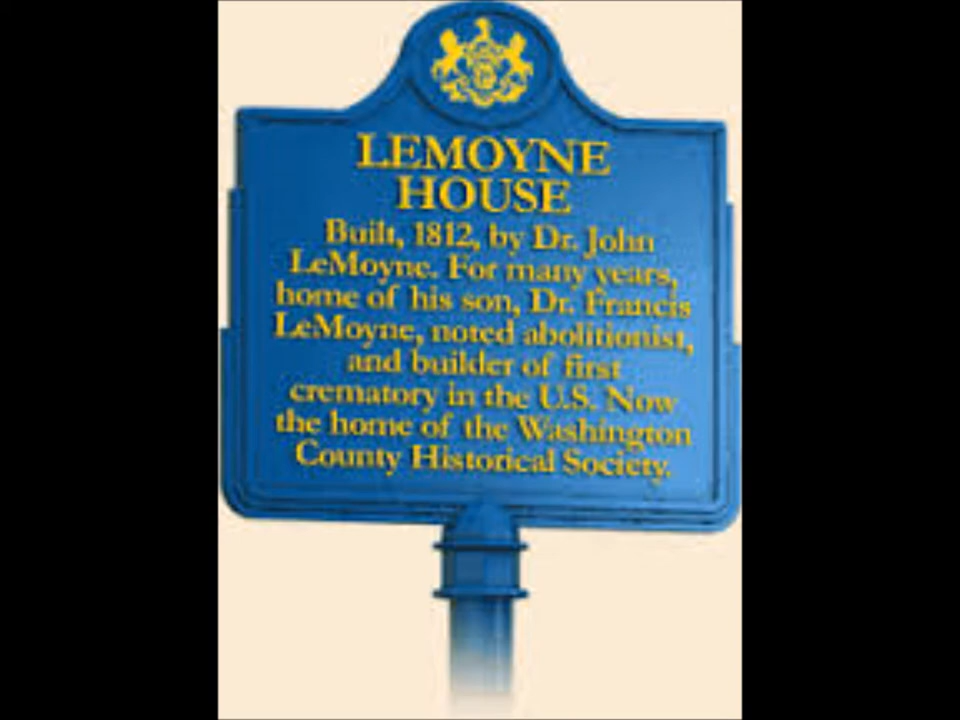 LEMOYNE
HOUSE
Built, 1812, by Dr. John
LeMoyne. For many years,
home of his son, Dr. Francis
LeMoyne, noted abolitionist,
and builder of first
crematory in the U.S. Now
the home of the Washington
County Historical Society.